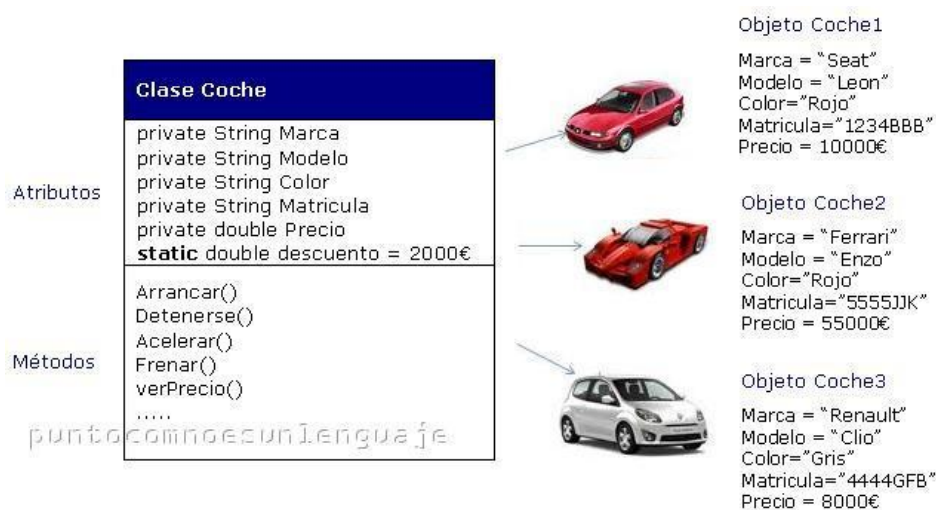 Clase Coche
Atributos
private String Marca
private String Modelo
private String Color
private String Matricula
private double Precio
static double descuento = 2000€
Métodos
Arrancar()
Detenerse()
Acelerar()
Frenar()
verPrecio()
.....
puntocomnoesunlenguaje
Objeto Coche1
Marca = “Seat”
Modelo = “Leon”
Color=”Rojo”
Matricula=”1234BBB”
Precio = 10000€
Objeto Coche2
Marca = “Ferrari”
Modelo = “Enzo”
Color=”Rojo”
Matricula=”5555JJK”
Precio = 55000€
Objeto Coche3
Marca = “Renault”
Modelo = “Clio”
Color=”Gris”
Matricula=”4444GFB”
Precio = 8000€